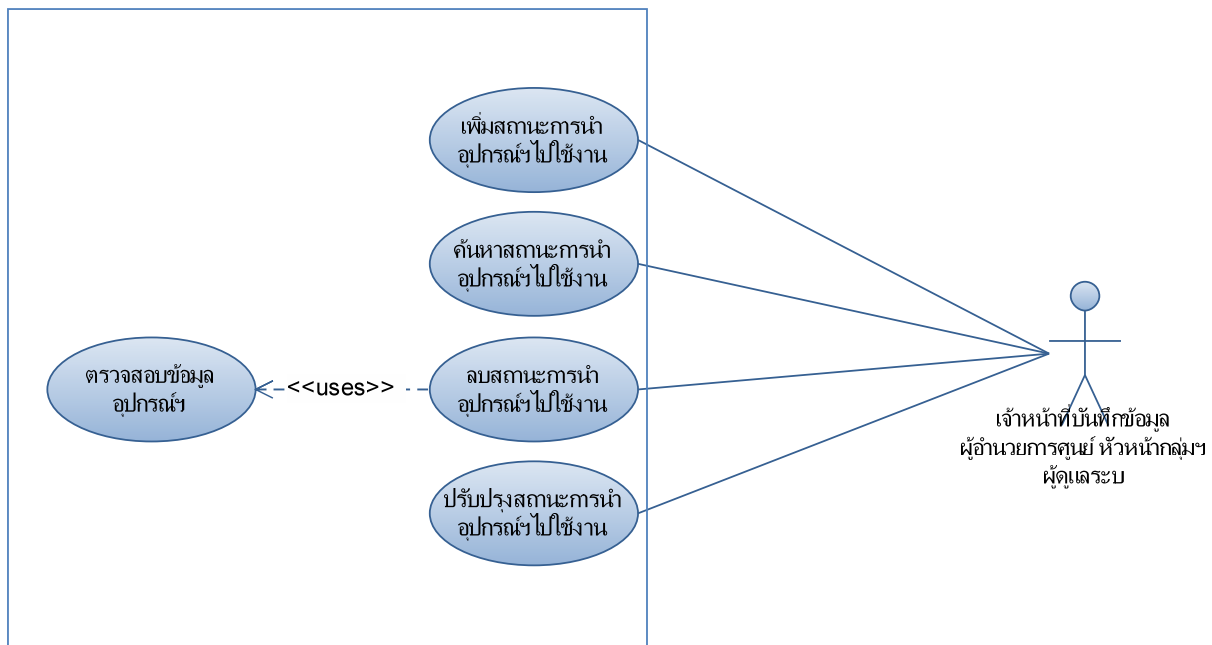 เพิ่มสถานะการนำ
อุปกรณ์ฯไปใช้งาน
ค้นหาสถานะการนำ
อุปกรณ์ฯไปใช้งาน
ตรวจสอบข้อมูล
อุปกรณ์ฯ
<<uses>>
ลบสถานะการนำ
อุปกรณ์ฯไปใช้งาน
ปรับปรุงสถานะการนำ
อุปกรณ์ฯไปใช้งาน
เจ้าหน้าที่บันทึกข้อมูล
ผู้อำนวยการศูนย์ หัวหน้ากลุ่มฯ
ผู้ดูแลระบบ